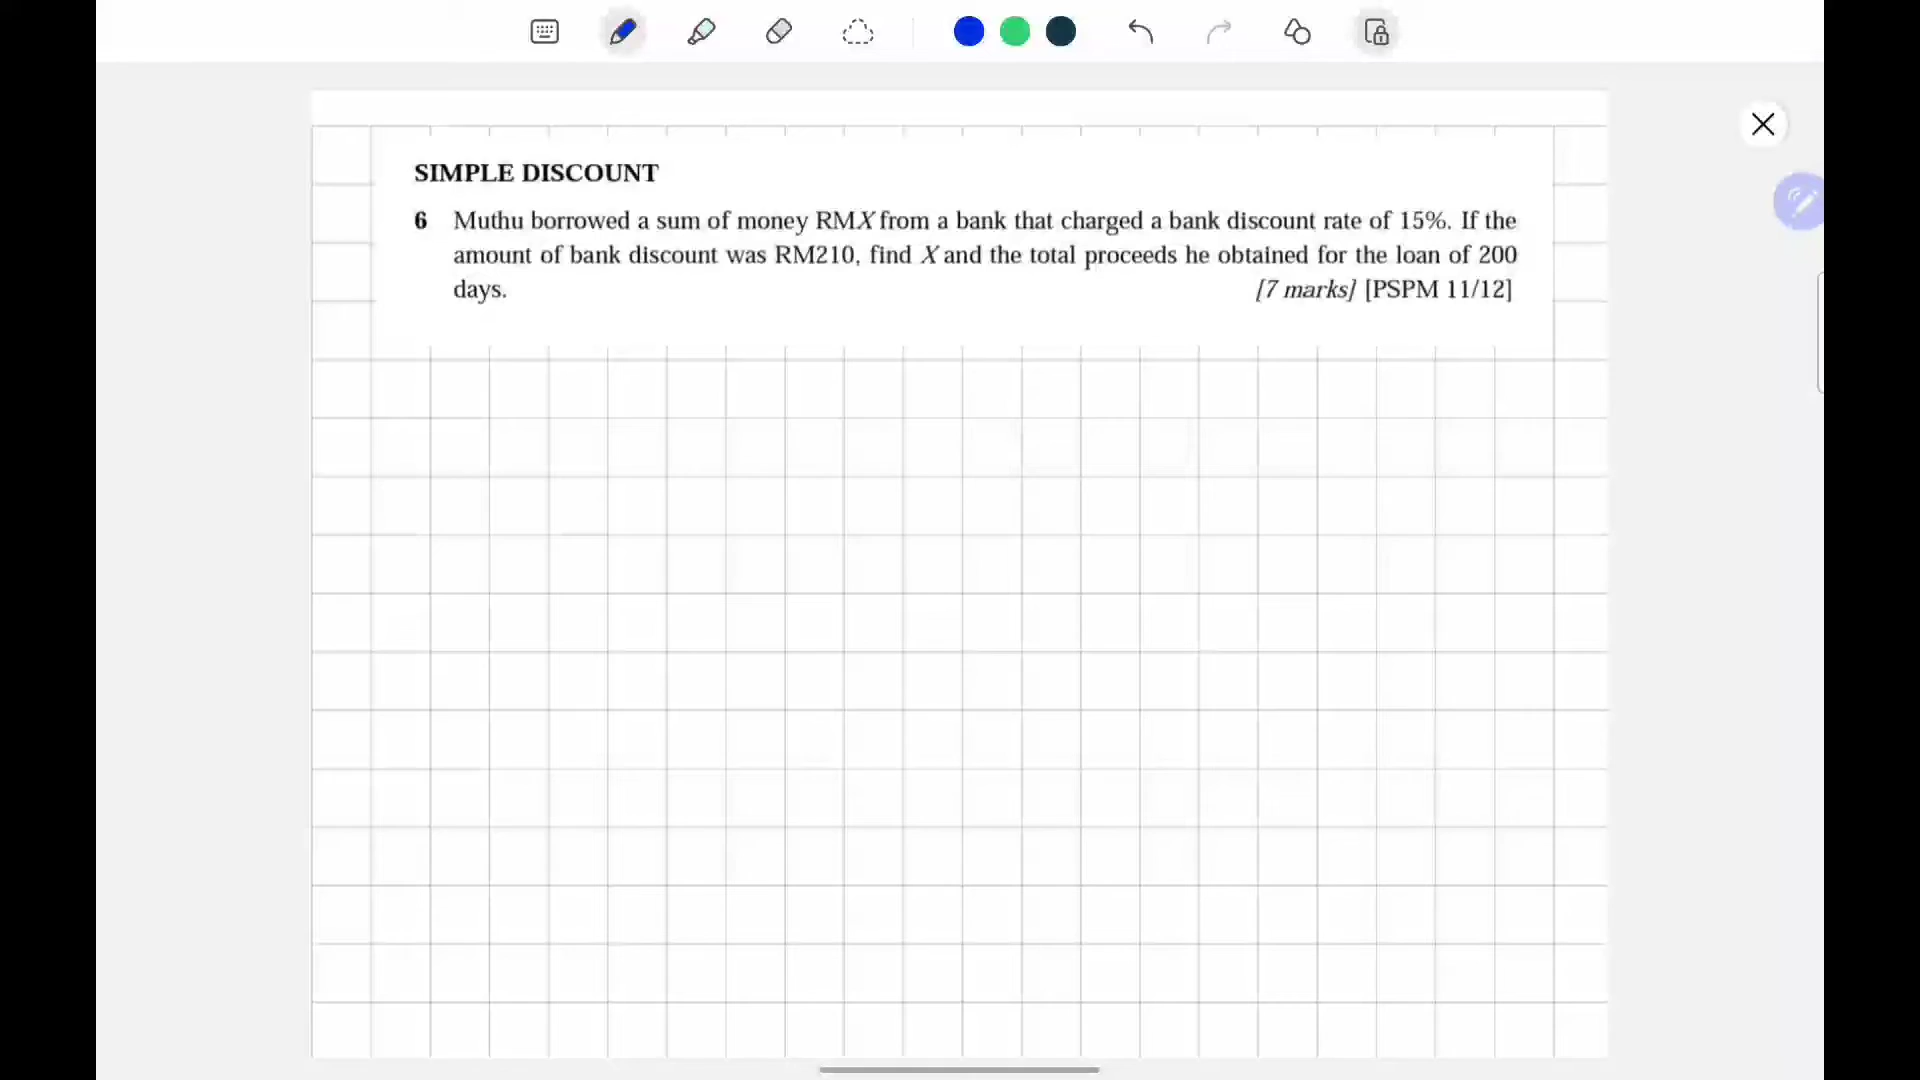 SIMPLE DISCOUNT
6 Muthu borrowed a sum of money RMX from a bank that charged a bank discount rate of 15%. If the
amount of bank discount was RM210, find X and the total proceeds he obtained for the loan of 200
days. [7 marks] [PSPM 11/12]